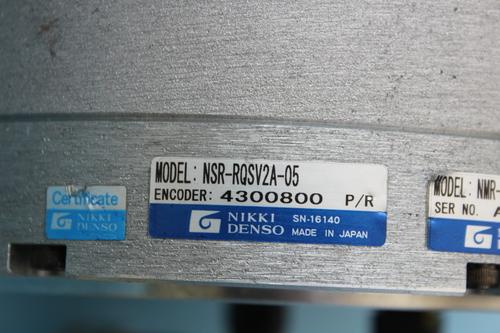 Certificate
NIKKI
DENSO
MODEL: NSR-RQSV2A-05
ENCODER: 4300800 P/R
NIKKI
DENSO
SN-16140
MADE IN JAPAN
MODEL: NMR
SER NO. A